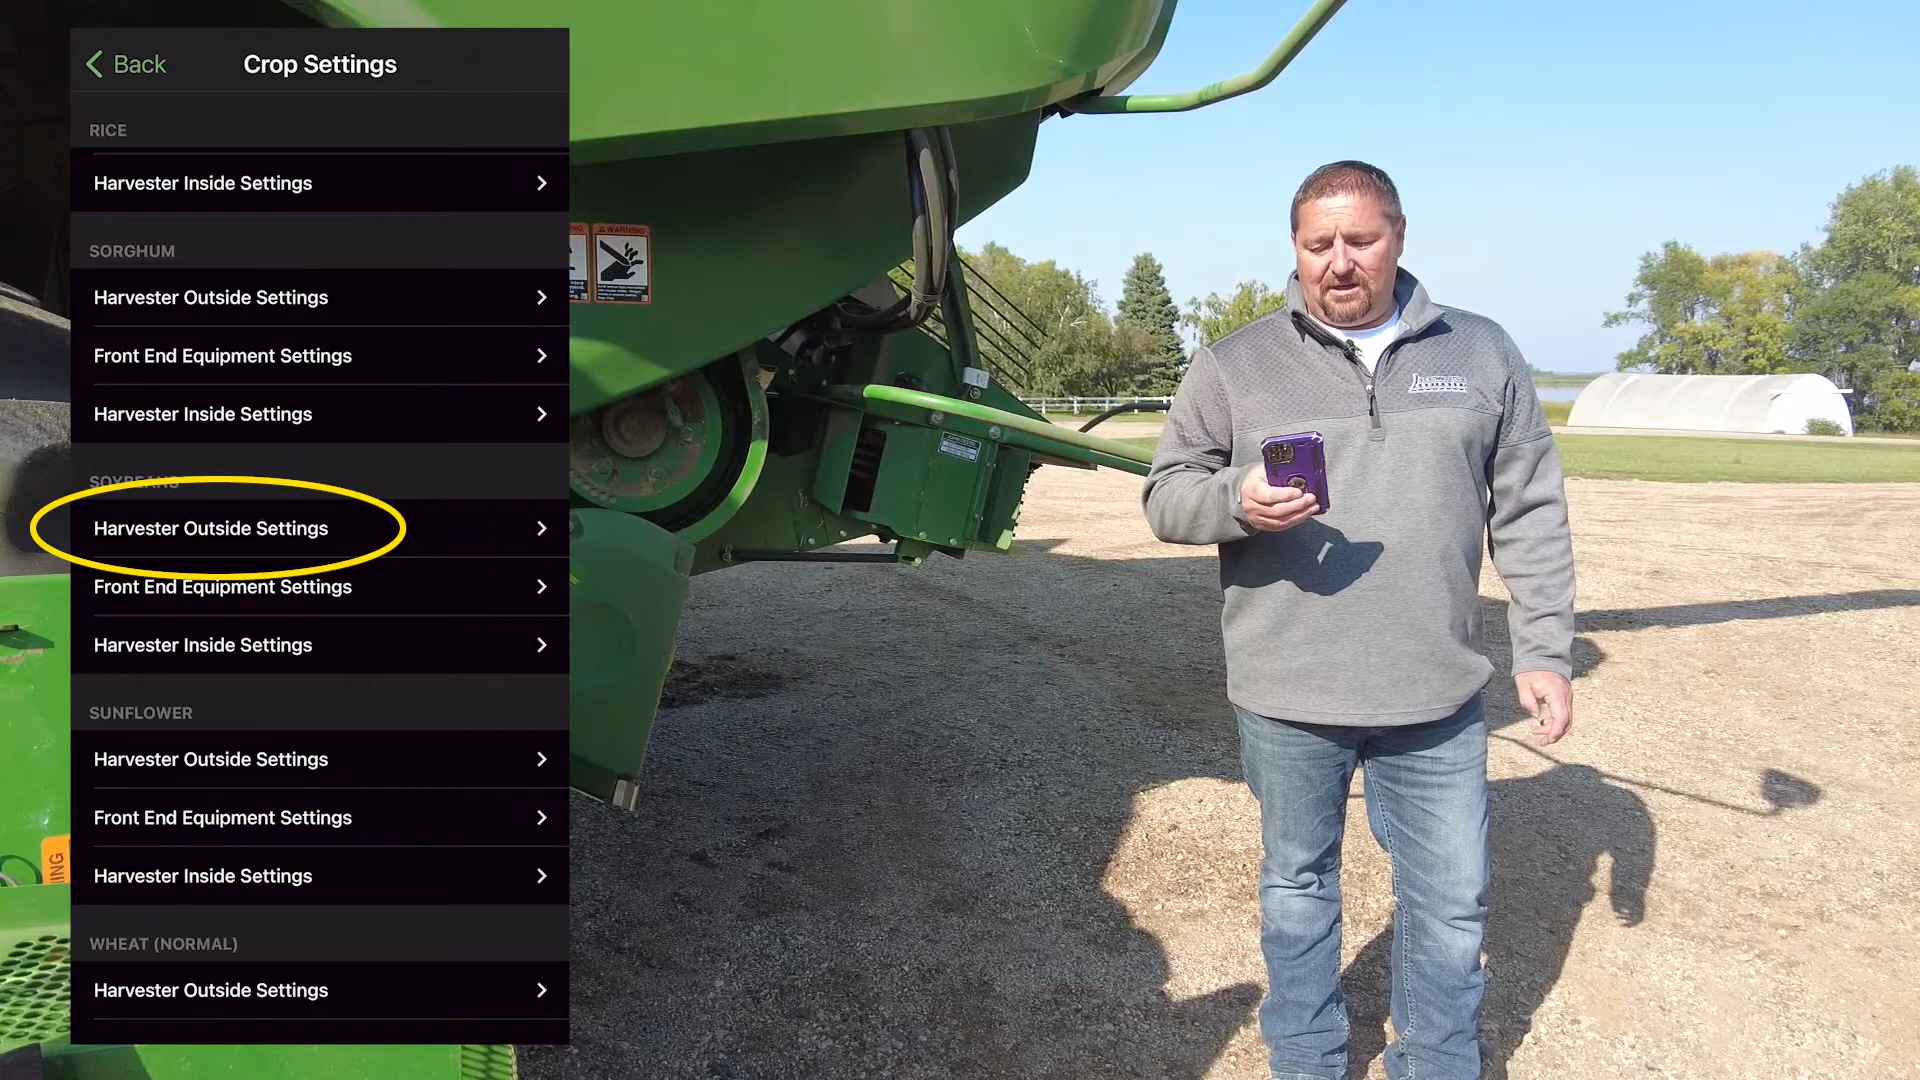 Back
Crop Settings
RICE
Harvester Inside Settings
SORGHUM
Harvester Outside Settings
Front End Equipment Settings
Harvester Inside Settings
SOYBEANS
Harvester Outside Settings
Front End Equipment Settings
Harvester Inside Settings
SUNFLOWER
Harvester Outside Settings
Front End Equipment Settings
Harvester Inside Settings
WHEAT (NORMAL)
Harvester Outside Settings
WARNING